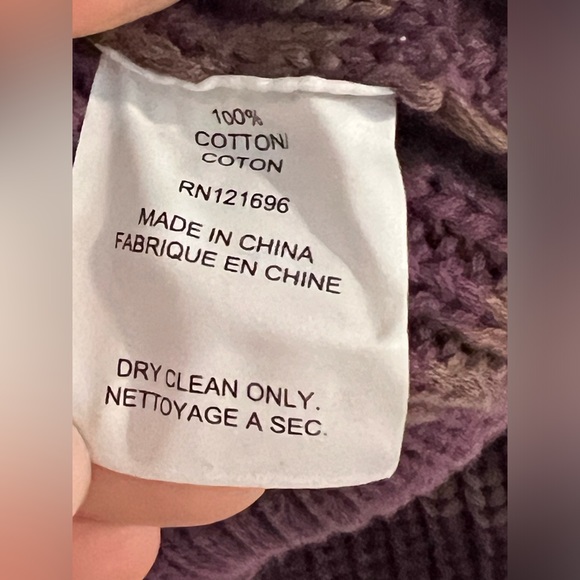 100%
COTTON
COTON
RN121696
MADE IN CHINA
FABRIQUE EN CHINE
DRY CLEAN ONLY.
NETTOYAGE A SEC.